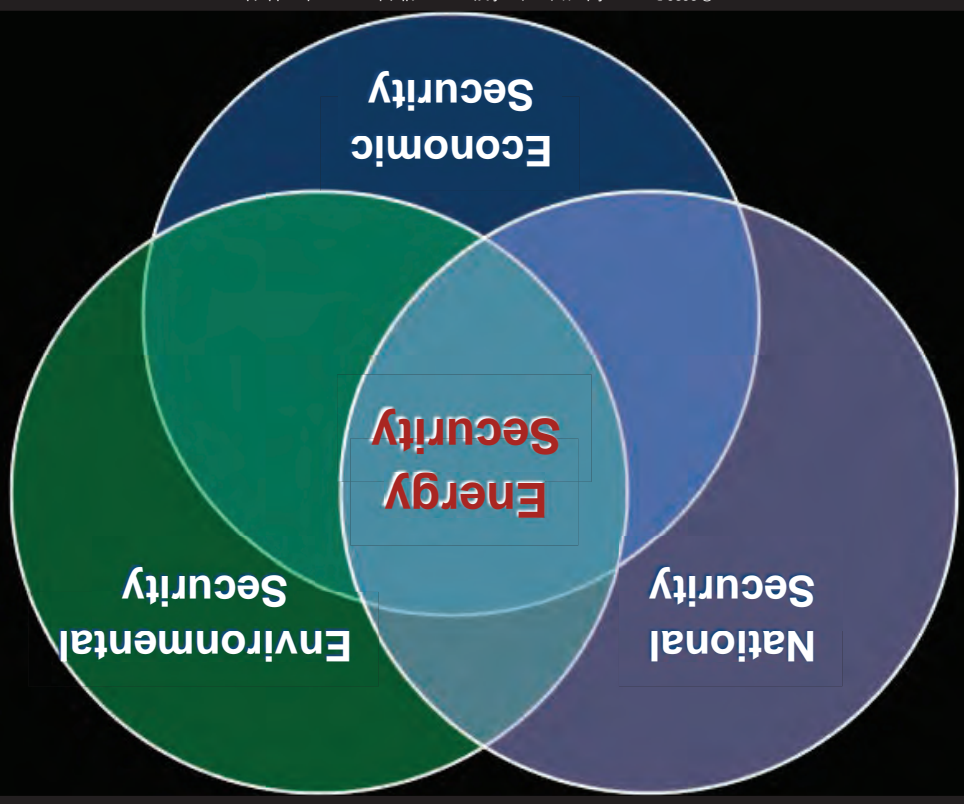 National
Security
Environmental
Security
Energy
Security
Economic
Security